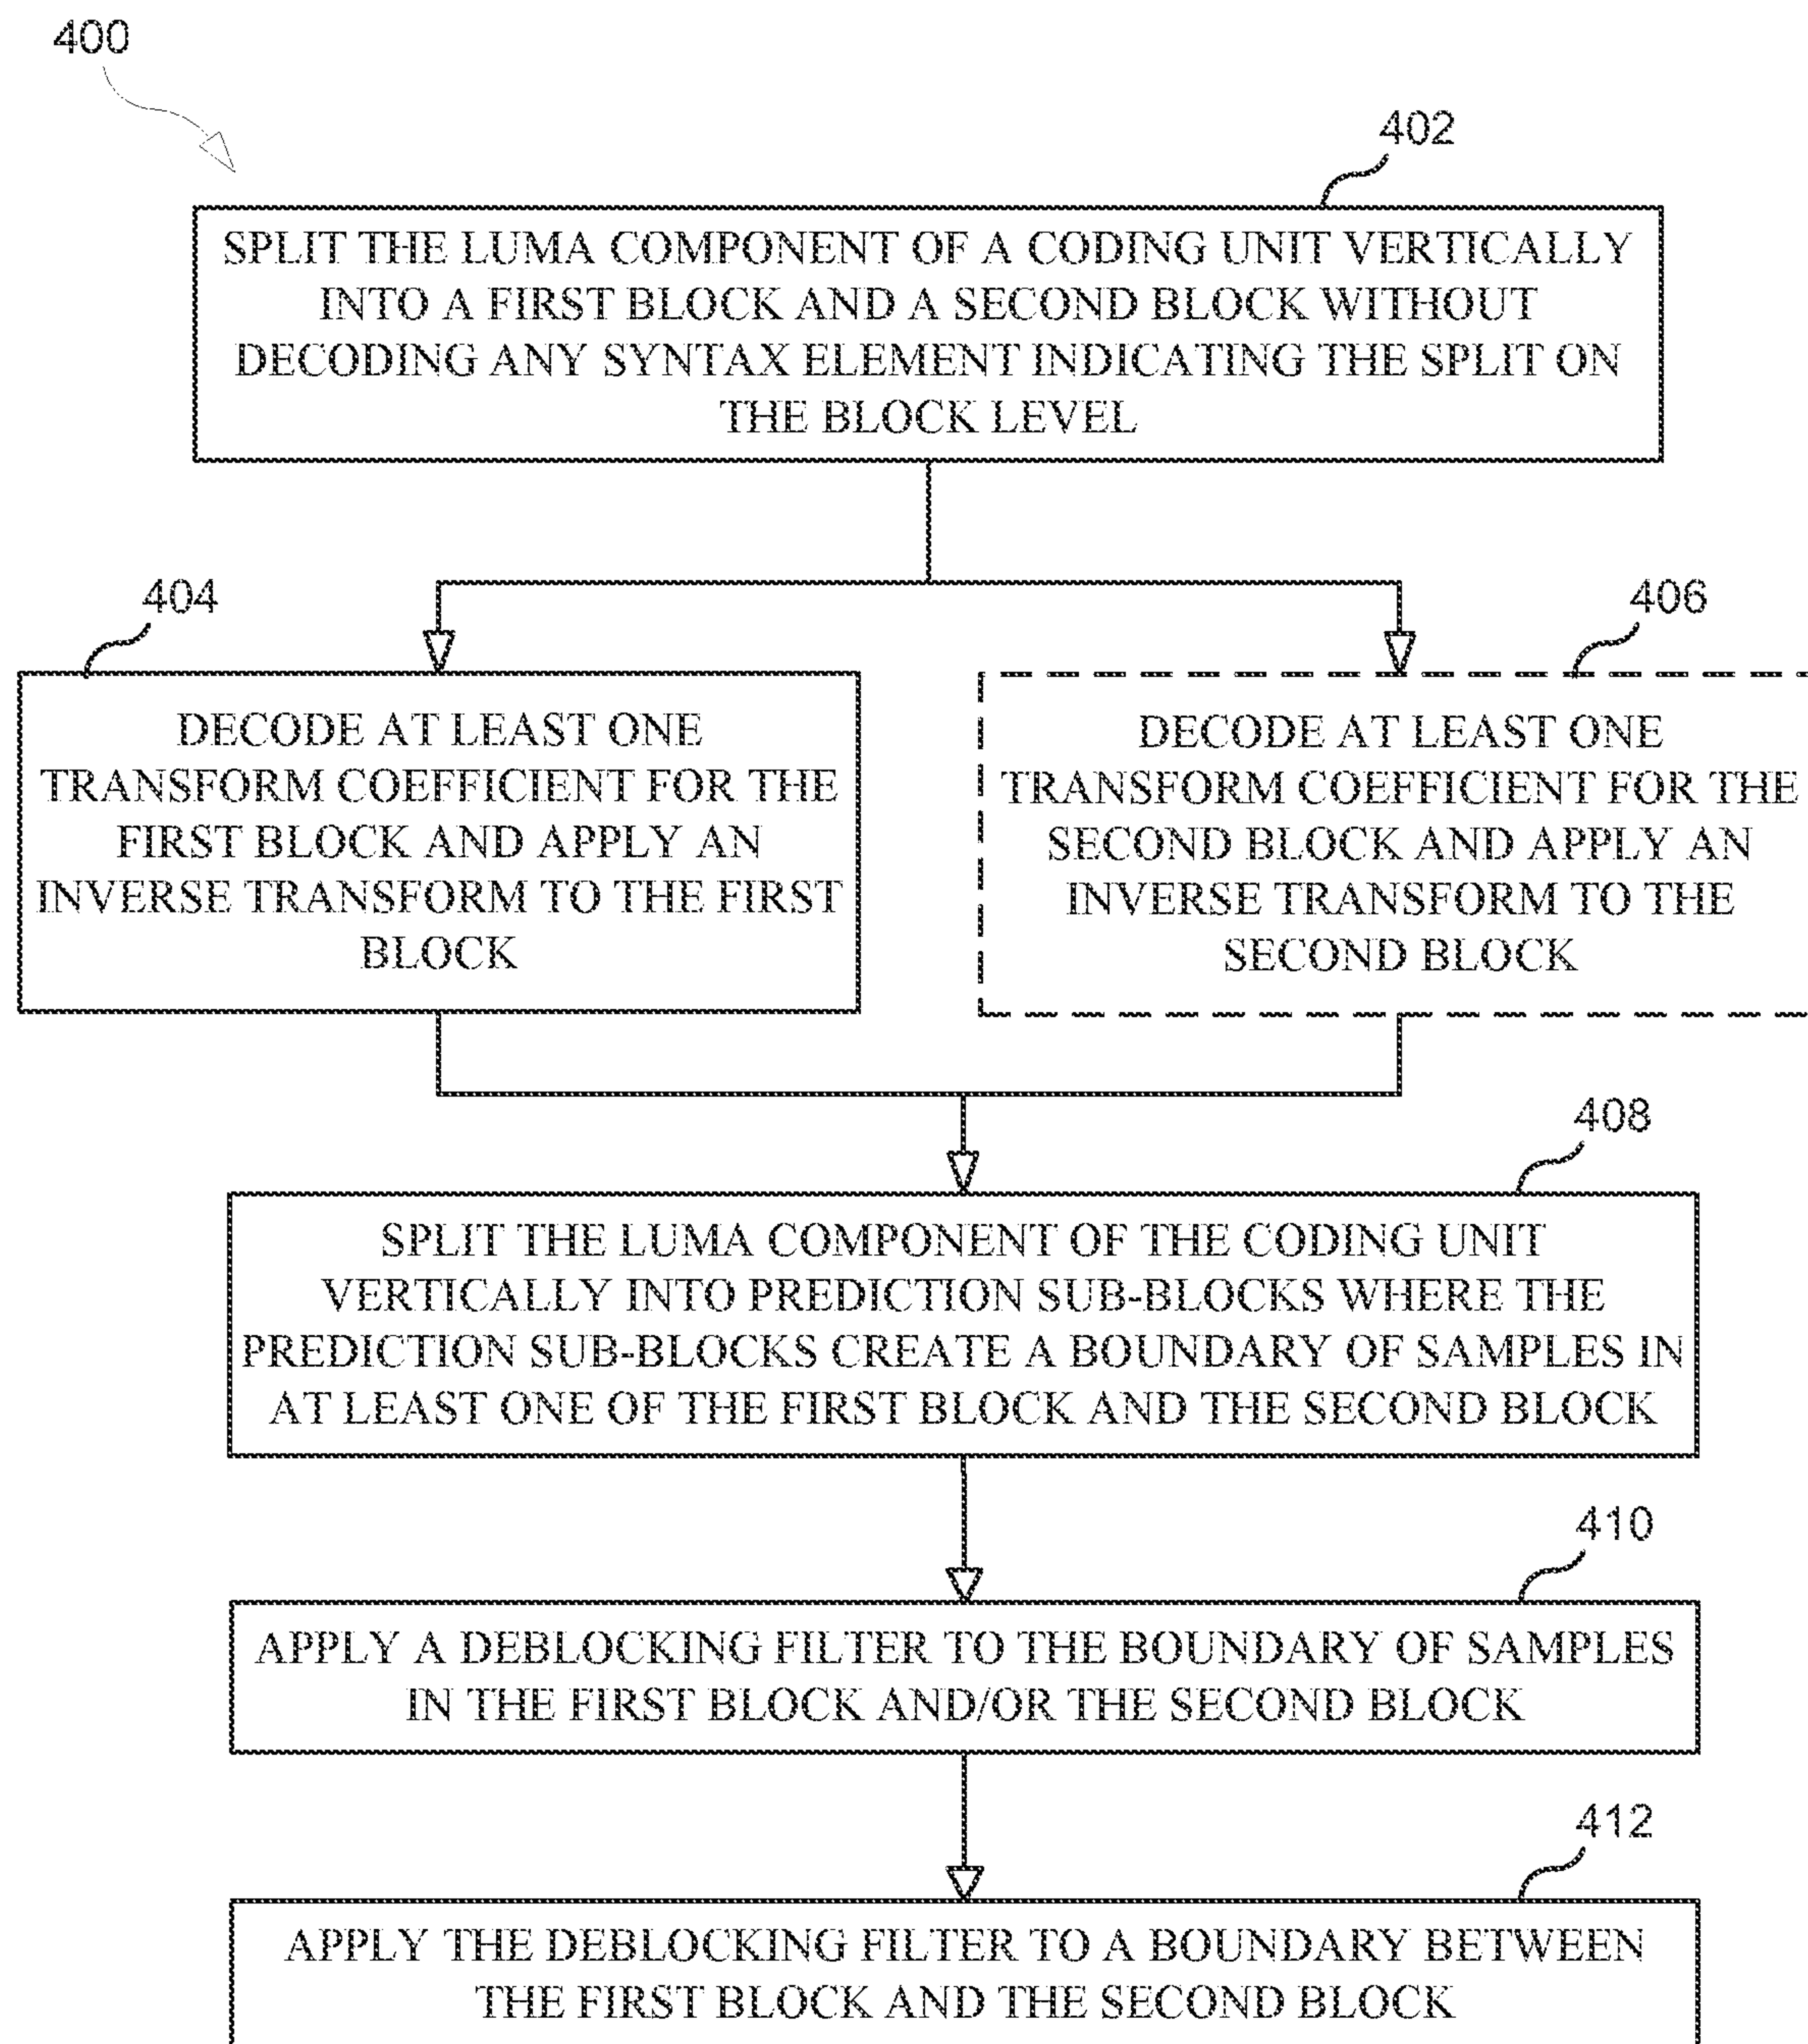 400
402
SPLIT THE LUMA COMPONENT OF A CODING UNIT VERTICALLY
INTO A FIRST BLOCK AND A SECOND BLOCK WITHOUT
DECODING ANY SYNTAX ELEMENT INDICATING THE SPLIT ON
THE BLOCK LEVEL
404
DECODE AT LEAST ONE
TRANSFORM COEFFICIENT FOR THE
FIRST BLOCK AND APPLY AN
INVERSE TRANSFORM TO THE FIRST
BLOCK
406
DECODE AT LEAST ONE
TRANSFORM COEFFICIENT FOR THE
SECOND BLOCK AND APPLY AN
INVERSE TRANSFORM TO THE
SECOND BLOCK
408
SPLIT THE LUMA COMPONENT OF THE CODING UNIT
VERTICALLY INTO PREDICTION SUB-BLOCKS WHERE THE
PREDICTION SUB-BLOCKS CREATE A BOUNDARY OF SAMPLES IN
AT LEAST ONE OF THE FIRST BLOCK AND THE SECOND BLOCK
410
APPLY A DEBLOCKING FILTER TO THE BOUNDARY OF SAMPLES
IN THE FIRST BLOCK AND/OR THE SECOND BLOCK
412
APPLY THE DEBLOCKING FILTER TO A BOUNDARY BETWEEN
THE FIRST BLOCK AND THE SECOND BLOCK